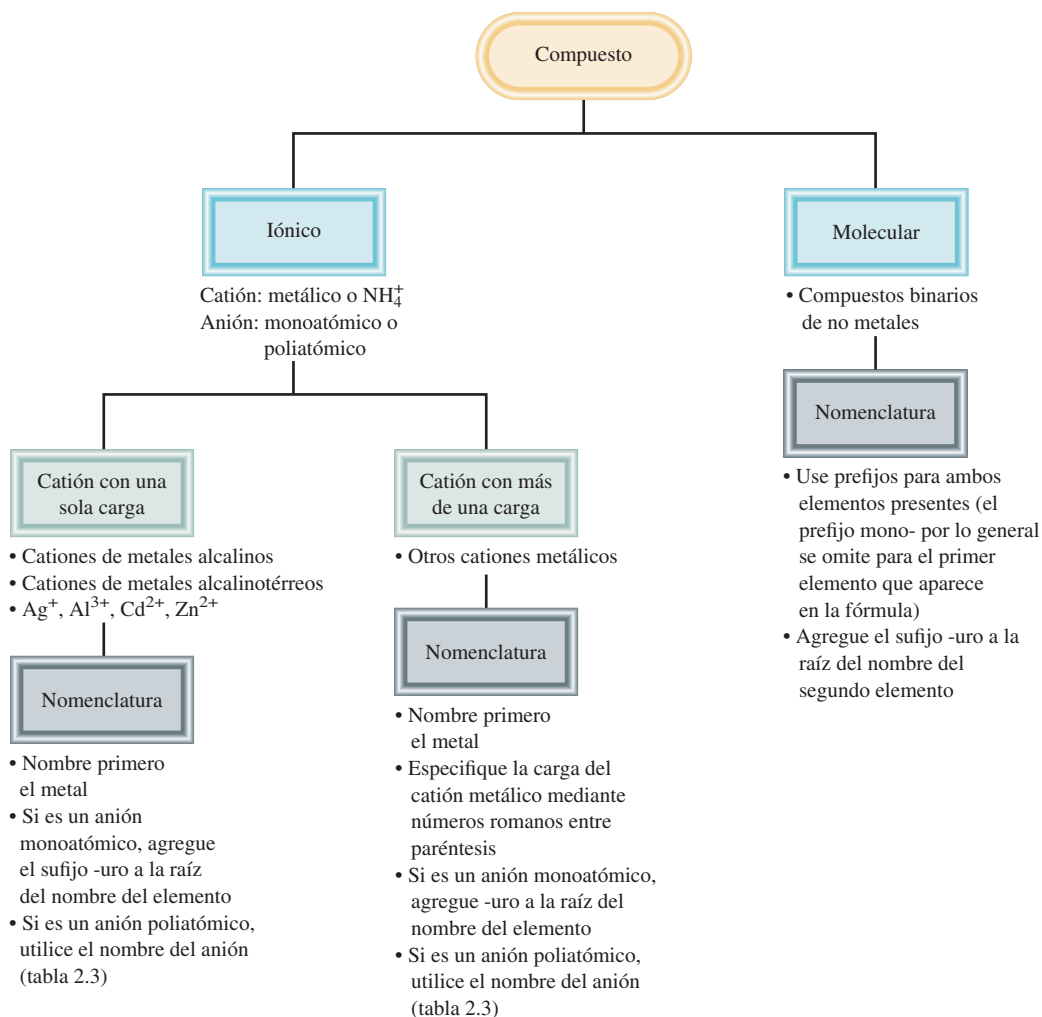 Compuesto
Iónico
Catión: metálico o NH₄⁺
Anión: monoatómico o
poliatómico
Catión con una
sola carga
• Cationes de metales alcalinos
• Cationes de metales alcalinotérreos
• Ag⁺, Al³⁺, Cd²⁺, Zn²⁺
Nomenclatura
• Nombre primero
el metal
• Si es un anión
monoatómico, agregue
el sufijo -uro a la raíz
del nombre del elemento
• Si es un anión poliatómico,
utilice el nombre del anión
(tabla 2.3)
Catión con más
de una carga
• Otros cationes metálicos
Nomenclatura
• Nombre primero
el metal
• Especifique la carga del
catión metálico mediante
números romanos entre
paréntesis
• Si es un anión monoatómico,
agregue -uro a la raíz del
nombre del elemento
• Si es un anión poliatómico,
utilice el nombre del anión
(tabla 2.3)
Molecular
• Compuestos binarios
de no metales
Nomenclatura
• Use prefijos para ambos
elementos presentes (el
prefijo mono- por lo general
se omite para el primer
elemento que aparece
en la fórmula)
• Agregue el sufijo -uro a la
raíz del nombre del
segundo elemento